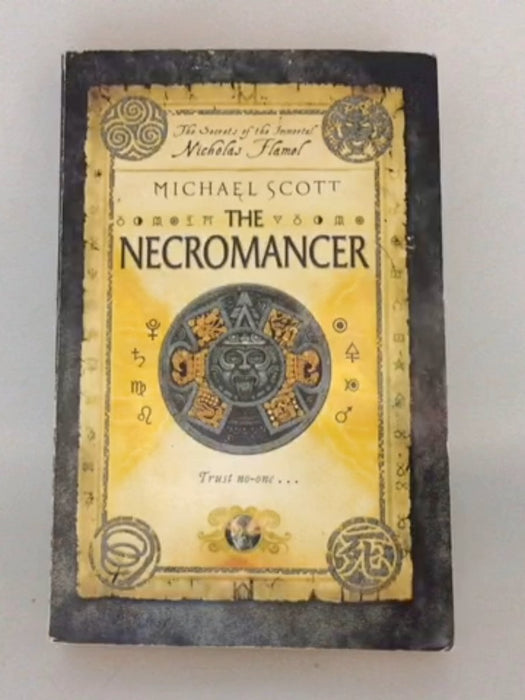 The Secrets of the Immortal
Nicholas Flamel
MICHAEL SCOTT
THE
NECROMANCER
Trust no-one...